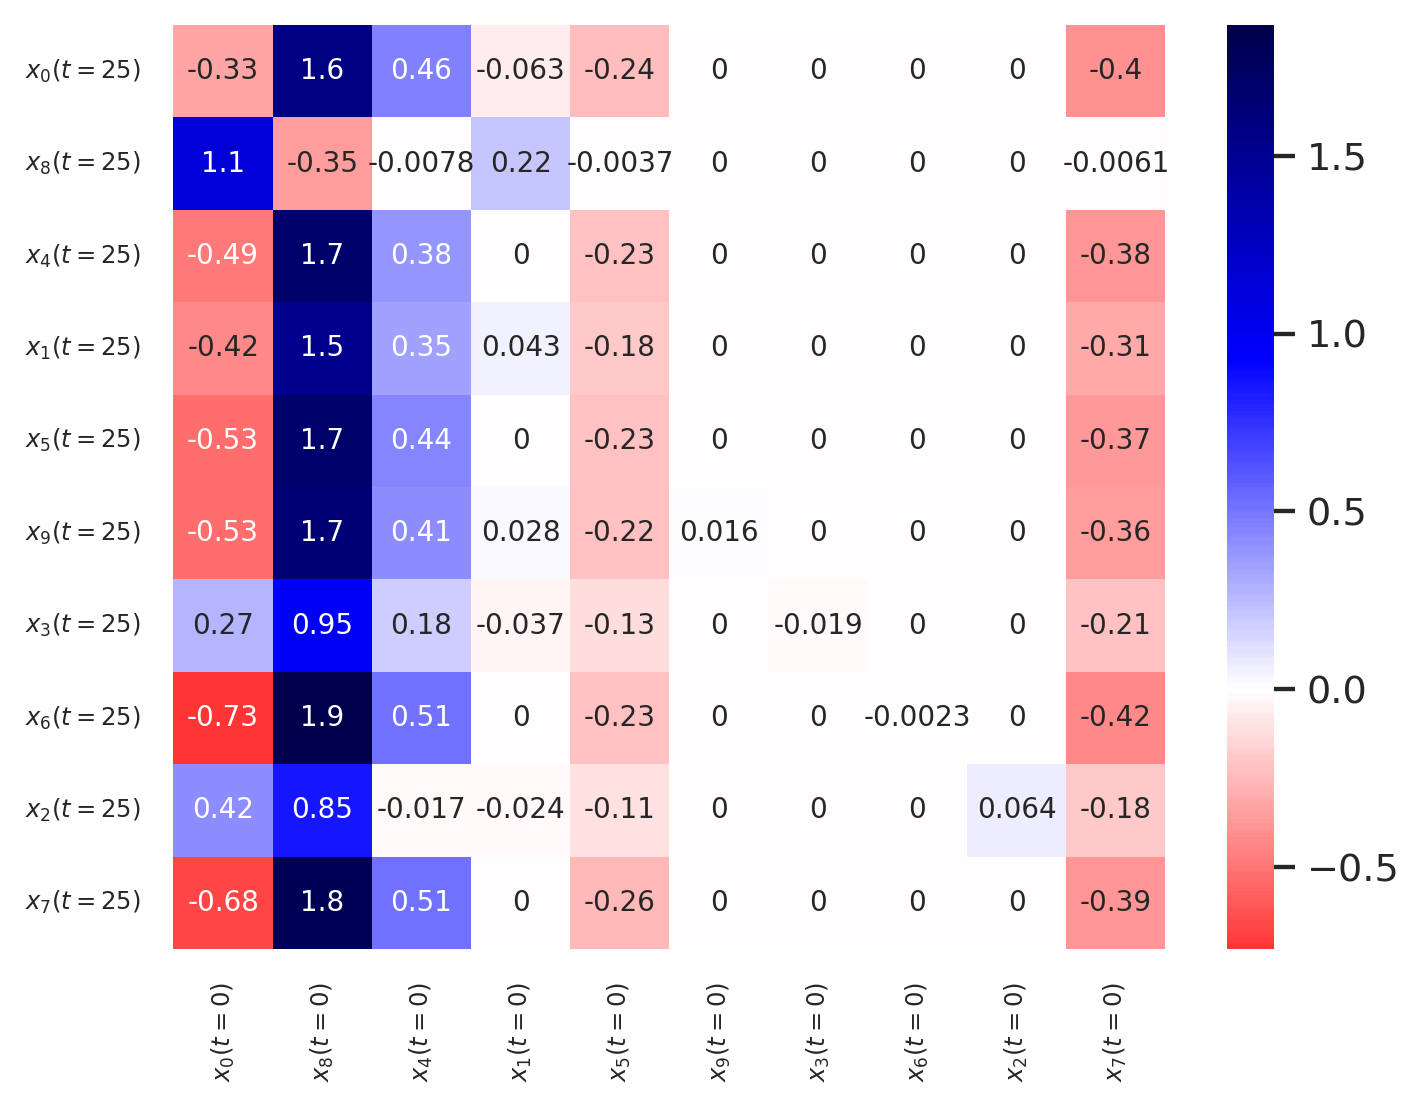 x₀(t = 25) -0.33 1.6 0.46 -0.063 -0.24 0 0 0 0 -0.4
x₈(t = 25) 1.1 -0.35 -0.0078 0.22 -0.0037 0 0 0 0 -0.0061
x₄(t = 25) -0.49 1.7 0.38 0 -0.23 0 0 0 0 -0.38
x₁(t = 25) -0.42 1.5 0.35 0.043 -0.18 0 0 0 0 -0.31
x₅(t = 25) -0.53 1.7 0.44 0 -0.23 0 0 0 0 -0.37
x₉(t = 25) -0.53 1.7 0.41 0.028 -0.22 0.016 0 0 0 -0.36
x₃(t = 25) 0.27 0.95 0.18 -0.037 -0.13 0 -0.019 0 0 -0.21
x₆(t = 25) -0.73 1.9 0.51 0 -0.23 0 0 -0.0023 0 -0.42
x₂(t = 25) 0.42 0.85 -0.017 -0.024 -0.11 0 0 0 0.064 -0.18
x₇(t = 25) -0.68 1.8 0.51 0 -0.26 0 0 0 0 -0.39
x₀(t = 0)
x₈(t = 0)
x₄(t = 0)
x₁(t = 0)
x₅(t = 0)
x₉(t = 0)
x₃(t = 0)
x₆(t = 0)
x₂(t = 0)
x₇(t = 0)
1.5
1.0
0.5
0.0
−0.5